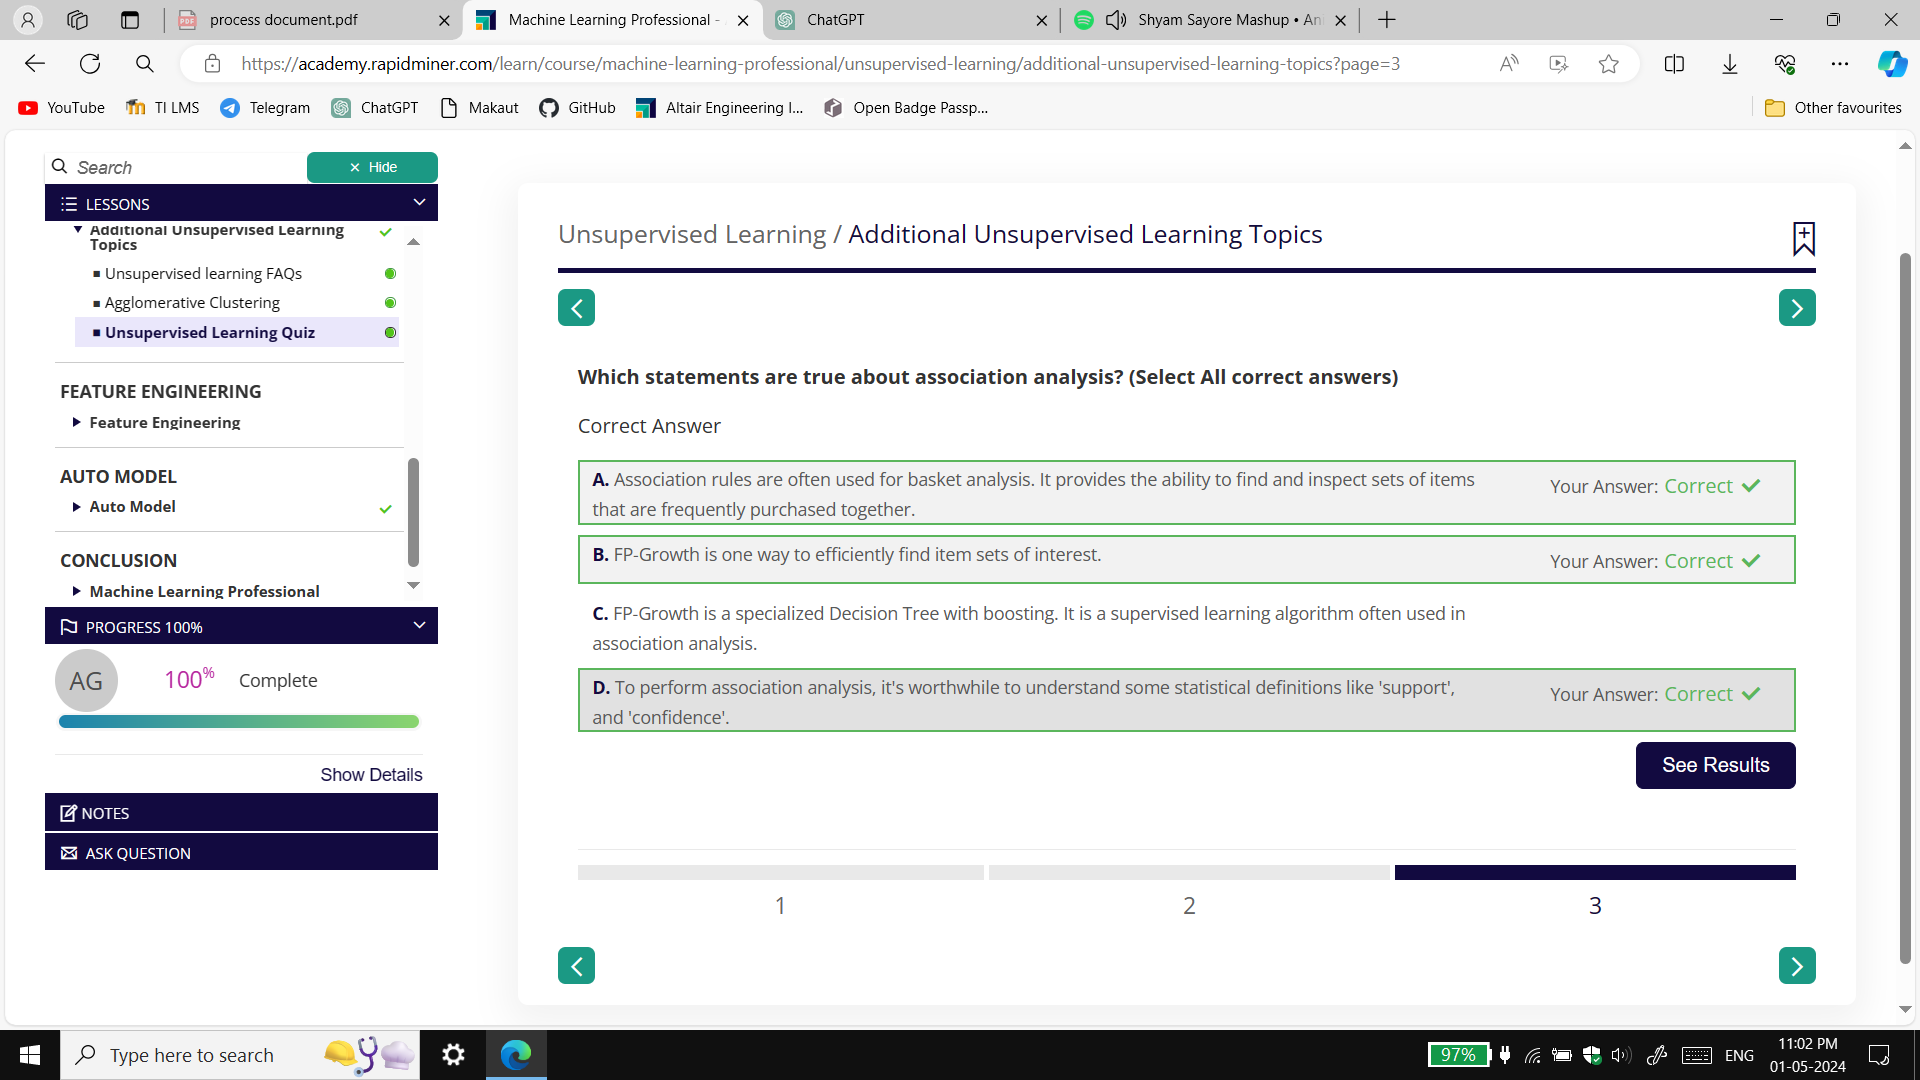 process document.pdf
Machine Learning Professional -
ChatGPT
Shyam Sayore Mashup • An
https://academy.rapidminer.com/learn/course/machine-learning-professional/unsupervised-learning/additional-unsupervised-learning-topics?page=3
YouTube
TI LMS
Telegram
ChatGPT
Makaut
GitHub
Altair Engineering I...
Open Badge Passp...
Other favourites
Search
Hide
LESSONS
Additional Unsupervised Learning
Topics
Unsupervised learning FAQs
Agglomerative Clustering
Unsupervised Learning Quiz
FEATURE ENGINEERING
Feature Engineering
AUTO MODEL
Auto Model
CONCLUSION
Machine Learning Professional
PROGRESS 100%
AG
100%
Complete
Show Details
NOTES
ASK QUESTION
Unsupervised Learning / Additional Unsupervised Learning Topics
Which statements are true about association analysis? (Select All correct answers)
Correct Answer
A. Association rules are often used for basket analysis. It provides the ability to find and inspect sets of items
that are frequently purchased together.
Your Answer: Correct
B. FP-Growth is one way to efficiently find item sets of interest.
Your Answer: Correct
C. FP-Growth is a specialized Decision Tree with boosting. It is a supervised learning algorithm often used in
association analysis.
D. To perform association analysis, it's worthwhile to understand some statistical definitions like 'support',
and 'confidence'.
Your Answer: Correct
See Results
1
2
3
Type here to search
97%
ENG
11:02 PM
01-05-2024